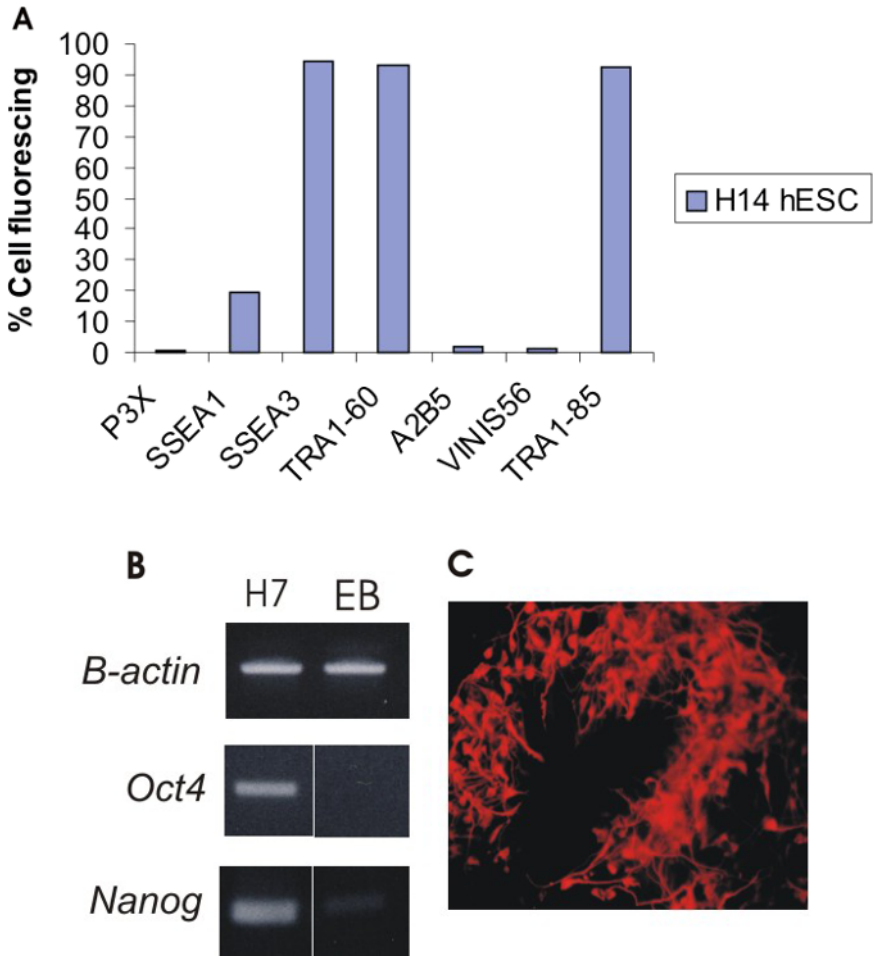 A
% Cell fluorescing
100
90
80
70
60
50
40
30
20
10
0
P3X
SSEA1
SSEA3
TRA1-60
A2B5
VINIS56
TRA1-85
H14 hESC
B
H7 EB
B-actin
Oct4
Nanog
C